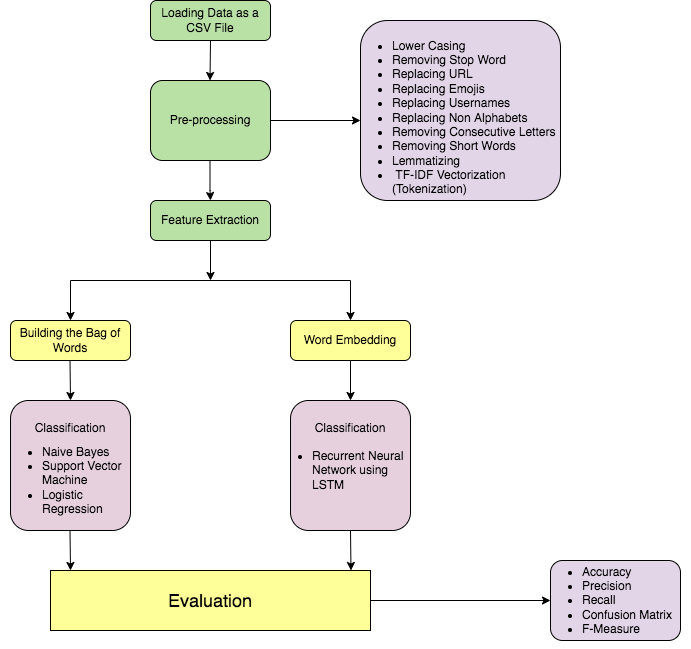 Loading Data as a
CSV File
Pre-processing
• Lower Casing
• Removing Stop Word
• Replacing URL
• Replacing Emojis
• Replacing Usernames
• Replacing Non Alphabets
• Removing Consecutive Letters
• Removing Short Words
• Lemmatizing
• TF-IDF Vectorization
(Tokenization)
Feature Extraction
Building the Bag of
Words
Word Embedding
Classification
• Naive Bayes
• Support Vector
Machine
• Logistic
Regression
Classification
• Recurrent Neural
Network using
LSTM
Evaluation
• Accuracy
• Precision
• Recall
• Confusion Matrix
• F-Measure